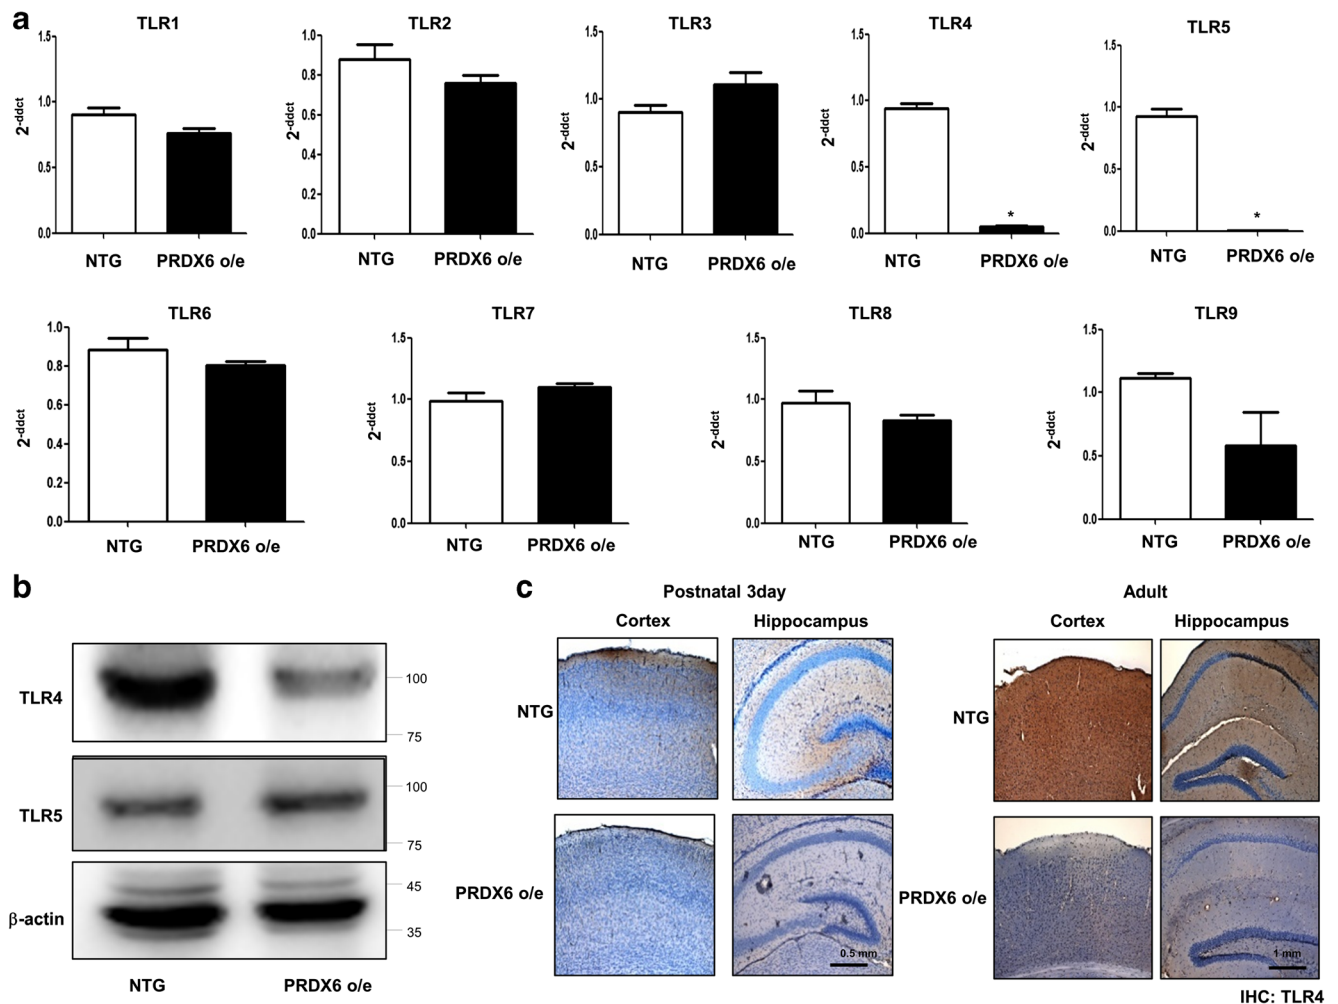 a
TLR1
1.5
1.0
0.5
0.0
2-ddct
NTG PRDX6 o/e
TLR2
1.0
0.8
0.6
0.4
0.2
0.0
2-ddct
NTG PRDX6 o/e
TLR3
1.5
1.0
0.5
0.0
2-ddct
NTG PRDX6 o/e
TLR4
1.5
1.0
0.5
0.0
2-ddct
*
NTG PRDX6 o/e
TLR5
1.5
1.0
0.5
0.0
2-ddct
*
NTG PRDX6 o/e
TLR6
1.0
0.8
0.6
0.4
0.2
0.0
2-ddct
NTG PRDX6 o/e
TLR7
1.5
1.0
0.5
0.0
2-ddct
NTG PRDX6 o/e
TLR8
1.5
1.0
0.5
0.0
2-ddct
NTG PRDX6 o/e
TLR9
1.5
1.0
0.5
0.0
2-ddct
NTG PRDX6 o/e
b
TLR4
100
75
TLR5
100
75
β-actin
45
35
NTG PRDX6 o/e
c
Postnatal 3day
Cortex Hippocampus
NTG
PRDX6 o/e
0.5 mm
Adult
Cortex Hippocampus
NTG
PRDX6 o/e
1 mm
IHC: TLR4